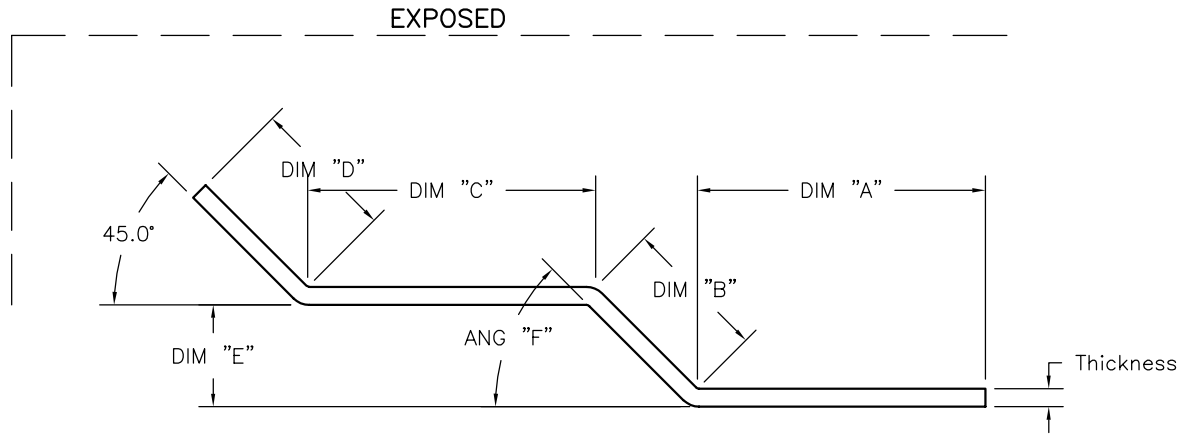 EXPOSED
DIM "D"
DIM "C"
DIM "A"
45.0°
DIM "B"
ANG "F"
DIM "E"
Thickness